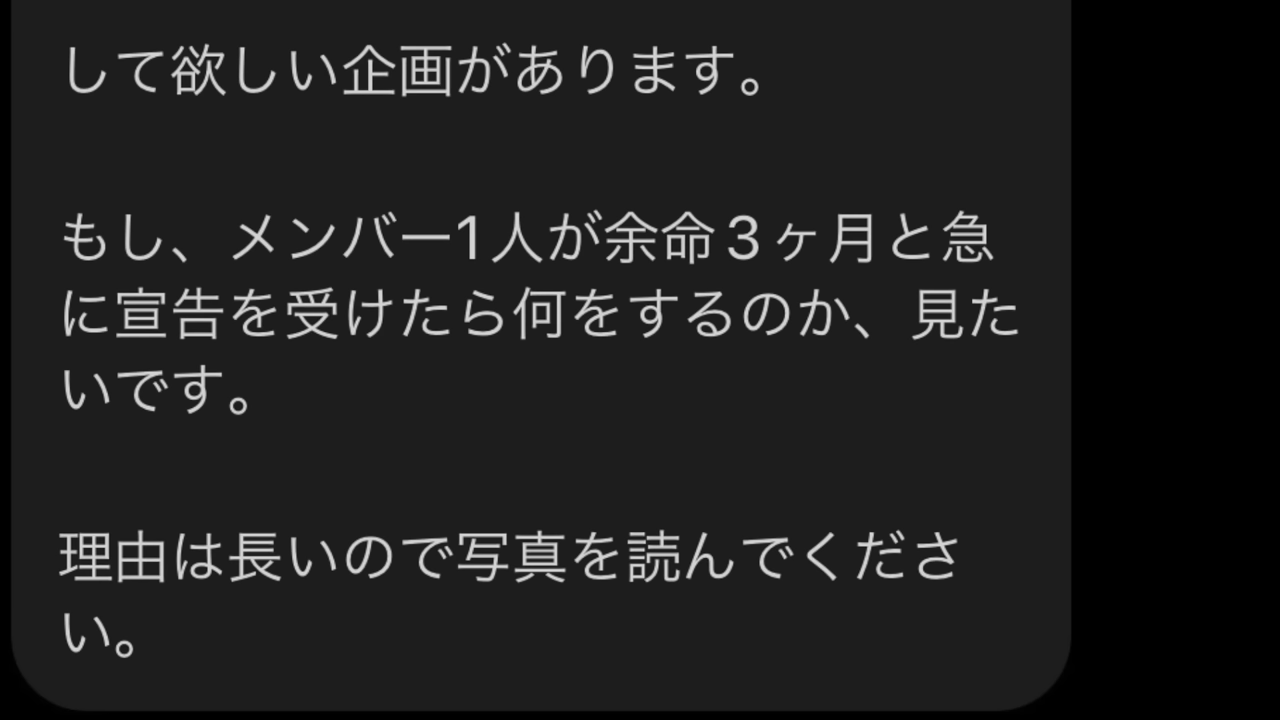 して欲しい企画があります。
もし、メンバー1人が余命3ヶ月と急
に宣告を受けたら何をするのか、見た
いです。
理由は長いので写真を読んでくださ
い。